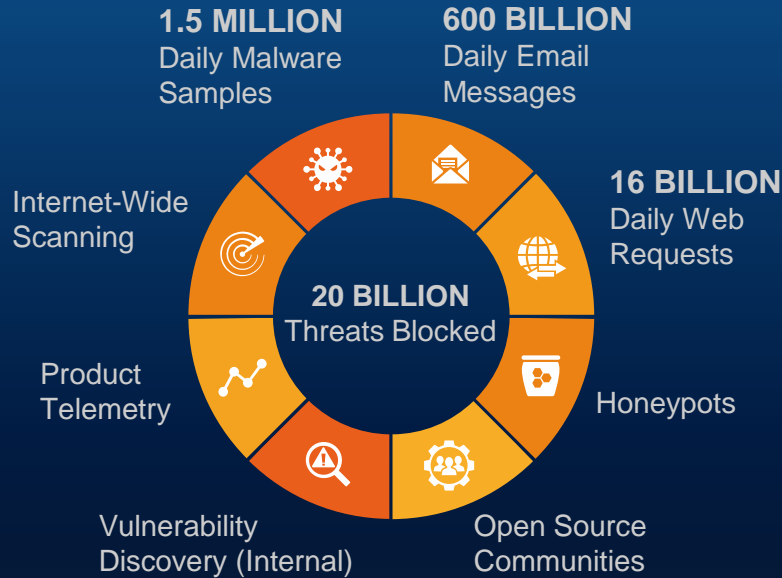 1.5 MILLION
Daily Malware
Samples
600 BILLION
Daily Email
Messages
Internet-Wide
Scanning
16 BILLION
Daily Web
Requests
20 BILLION
Threats Blocked
Product
Telemetry
Honeypots
Vulnerability
Discovery (Internal)
Open Source
Communities